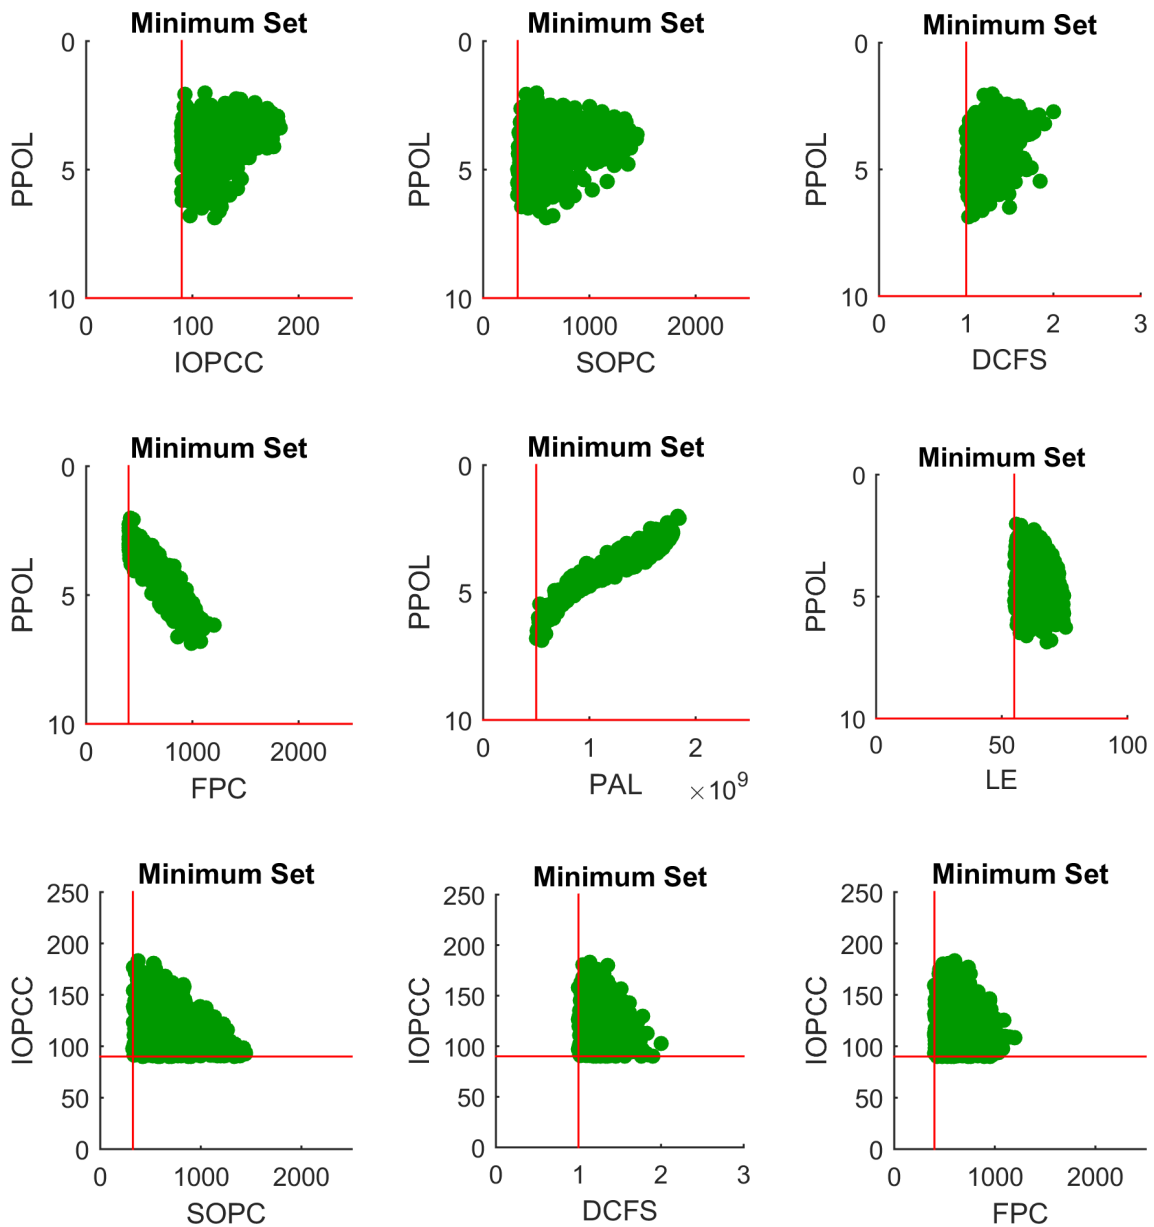 Minimum Set Minimum Set Minimum Set
0 0 0
PPOL PPOL PPOL
5 5 5
10 10 10
0 100 200 0 1000 2000 0 1 2 3
IOPCC SOPC DCFS
Minimum Set Minimum Set Minimum Set
0 0 0
PPOL PPOL PPOL
5 5 5
10 10 10
0 1000 2000 0 1 2 0 50 100
FPC PAL ×10^9 LE
Minimum Set Minimum Set Minimum Set
250 250 250
200 200 200
150 150 150
IOPCC IOPCC IOPCC
100 100 100
50 50 50
0 0 0
0 1000 2000 0 1 2 3 0 1000 2000
SOPC DCFS FPC